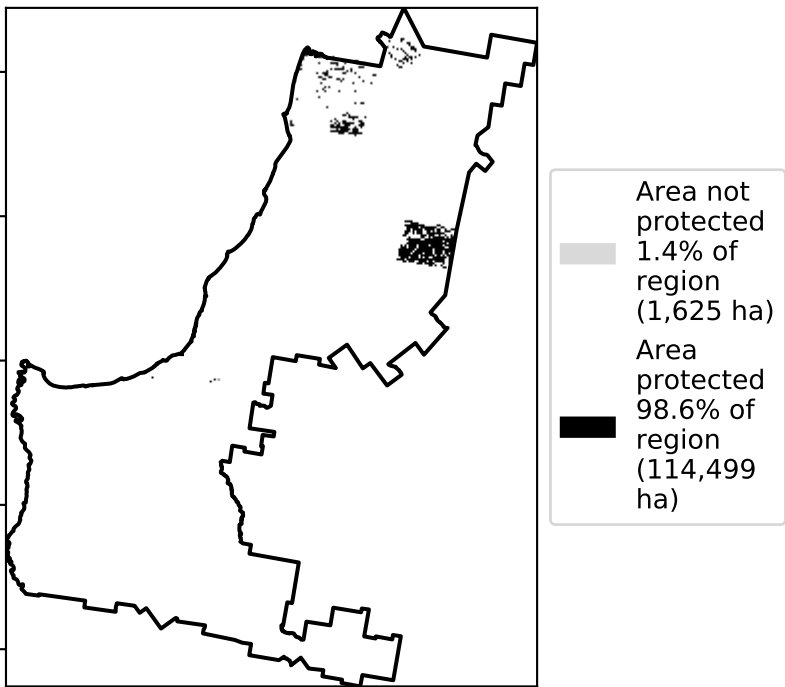 Area not
protected
1.4% of
region
(1,625 ha)
Area
protected
98.6% of
region
(114,499
ha)